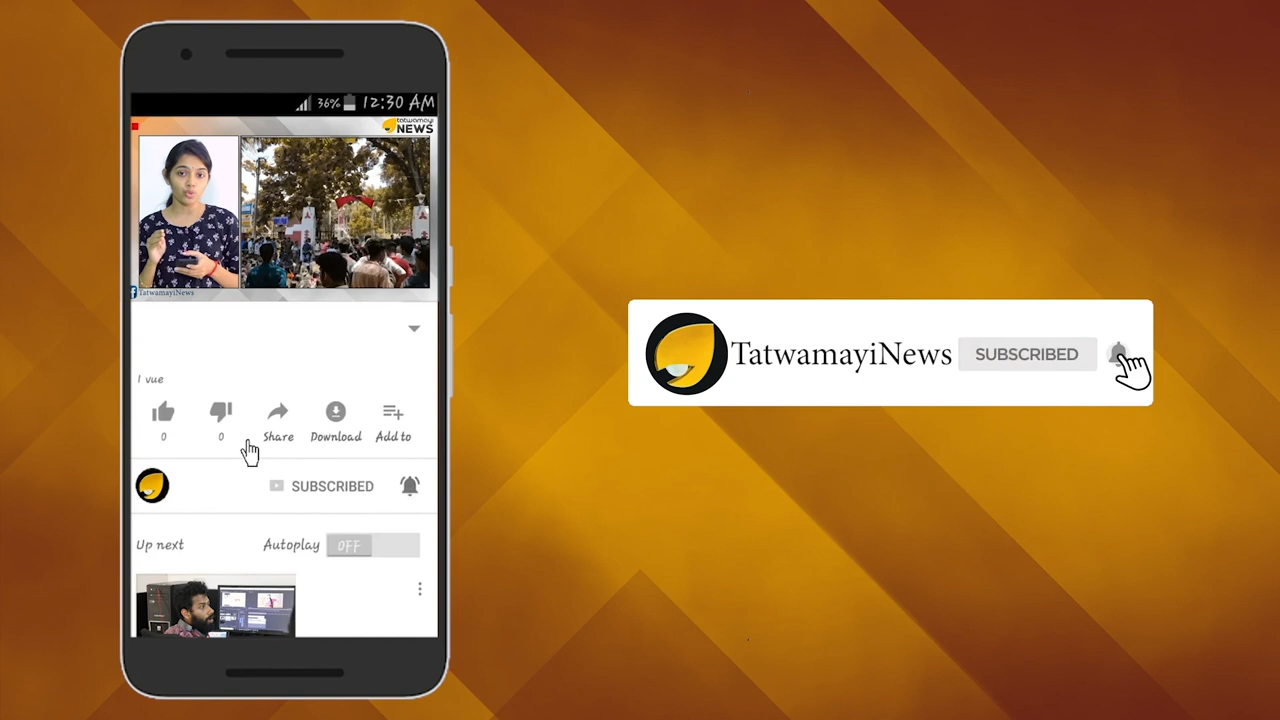 36% 12:30 AM
tatwamayi
NEWS
TatwamayiNews
1 vue
0
0
Share
Download
Add to
SUBSCRIBED
Up next
Autoplay
OFF
TatwamayiNews
SUBSCRIBED